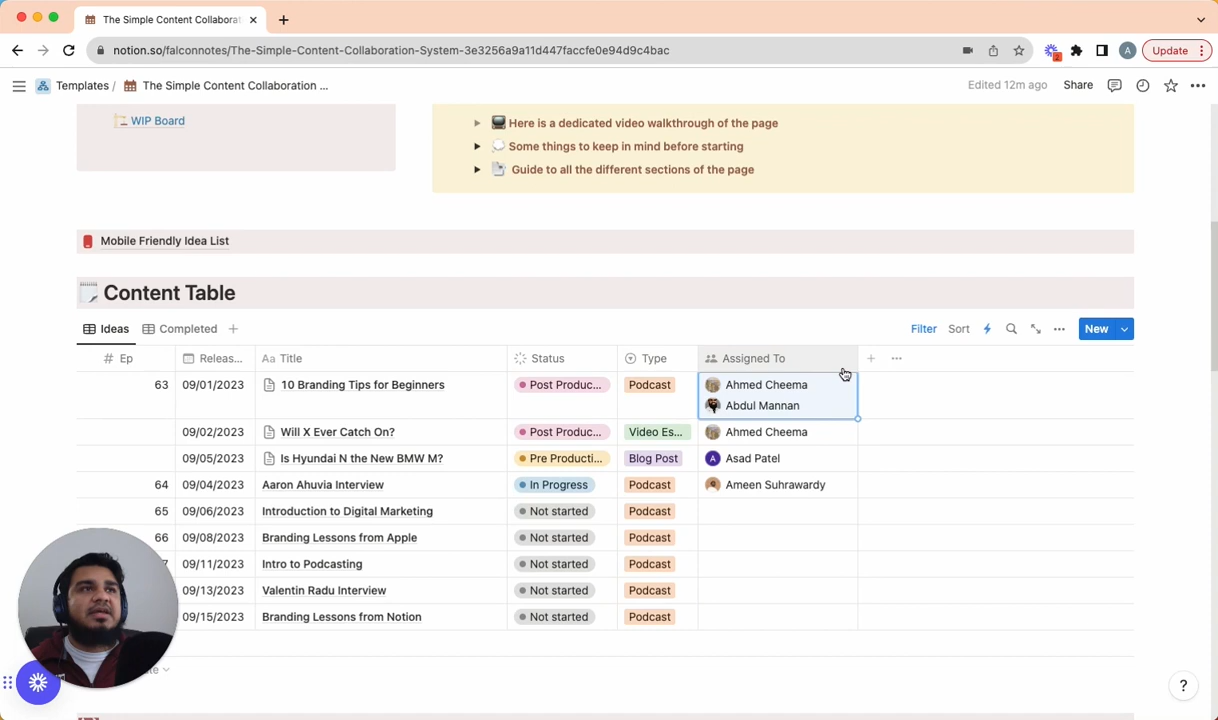 The Simple Content Collaborat
notion.so/falconnotes/The-Simple-Content-Collaboration-System-3e3256a9a11d447faccfe0e94d9c4bac
2
A
Update
Templates / The Simple Content Collaboration ...
Edited 12m ago
Share
WIP Board
Here is a dedicated video walkthrough of the page
Some things to keep in mind before starting
Guide to all the different sections of the page
Mobile Friendly Idea List
Content Table
Ideas Completed
Filter Sort New
# Ep Releas... Aa Title Status Type Assigned To
63 09/01/2023 10 Branding Tips for Beginners Post Produc... Podcast Ahmed Cheema
Abdul Mannan
09/02/2023 Will X Ever Catch On? Post Produc... Video Es... Ahmed Cheema
09/05/2023 Is Hyundai N the New BMW M? Pre Producti... Blog Post A Asad Patel
64 09/04/2023 Aaron Ahuvia Interview In Progress Podcast Ameen Suhrawardy
65 09/06/2023 Introduction to Digital Marketing Not started Podcast
66 09/08/2023 Branding Lessons from Apple Not started Podcast
09/11/2023 Intro to Podcasting Not started Podcast
09/13/2023 Valentin Radu Interview Not started Podcast
09/15/2023 Branding Lessons from Notion Not started Podcast
?